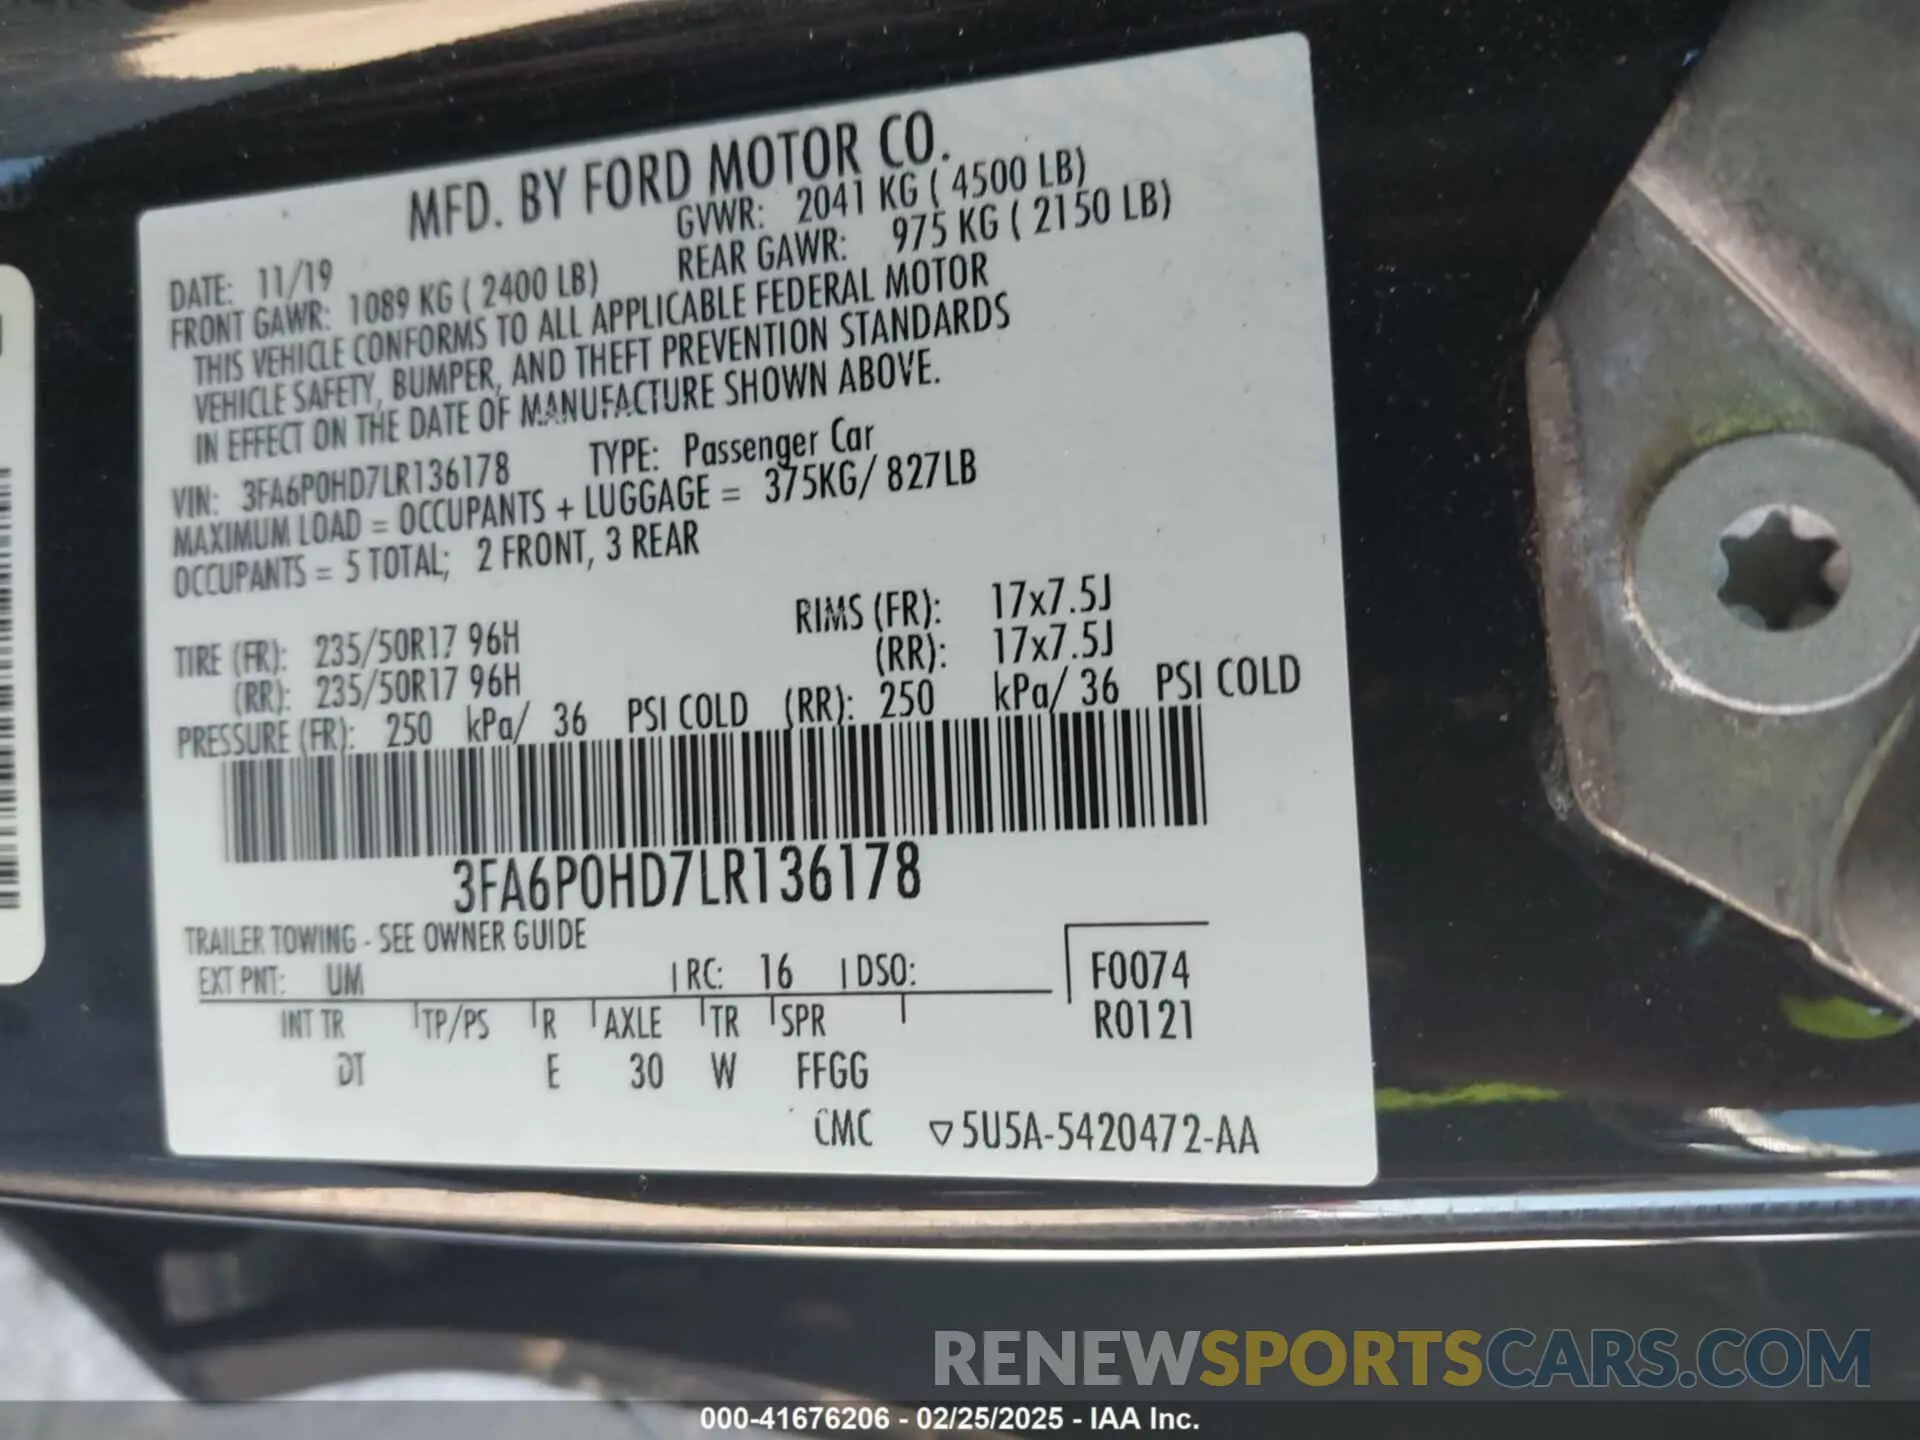 MFD. BY FORD MOTOR CO.
DATE: 11/19 GVWR: 2041 KG ( 4500 LB)
FRONT GAWR: 1089 KG ( 2400 LB) REAR GAWR: 975 KG ( 2150 LB)
THIS VEHICLE CONFORMS TO ALL APPLICABLE FEDERAL MOTOR
VEHICLE SAFETY, BUMPER, AND THEFT PREVENTION STANDARDS
IN EFFECT ON THE DATE OF MANUFACTURE SHOWN ABOVE.
VIN: 3FA6P0HD7LR136178 TYPE: Passenger Car
MAXIMUM LOAD = OCCUPANTS + LUGGAGE = 375KG/ 827LB
OCCUPANTS = 5 TOTAL; 2 FRONT, 3 REAR
TIRE (FR): 235/50R17 96H RIMS (FR): 17x7.5J
(RR): 235/50R17 96H (RR): 17x7.5J
PRESSURE (FR): 250 kPa/ 36 PSI COLD (RR): 250 kPa/ 36 PSI COLD
3FA6P0HD7LR136178
TRAILER TOWING - SEE OWNER GUIDE
EXT PNT: UM RC: 16 DSO: F0074
INT TR TP/PS R AXLE TR SPR R0121
DT E 30 W FFGG
CMC ▽5U5A-5420472-AA
RENEWSPORTSCARS.COM
000-41676206 - 02/25/2025 - IAA Inc.